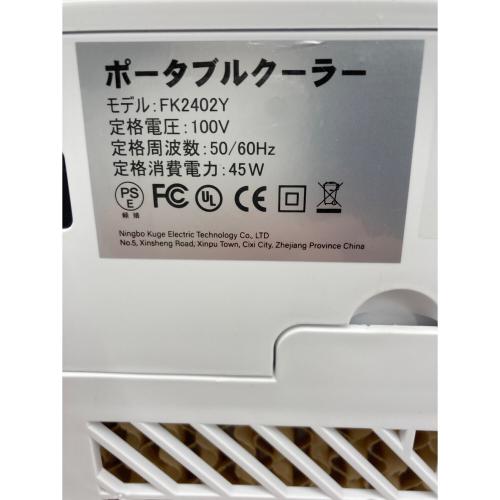 ポータブルクーラー
モデル:FK2402Y
定格電圧:100V
定格周波数:50/60Hz
定格消費電力:45W
PS E FC UL CE
Ningbo Kuge Electric Technology Co., LTD
No.5, Xinsheng Road, Xinpu Town, Cixi City, Zhejiang Province China